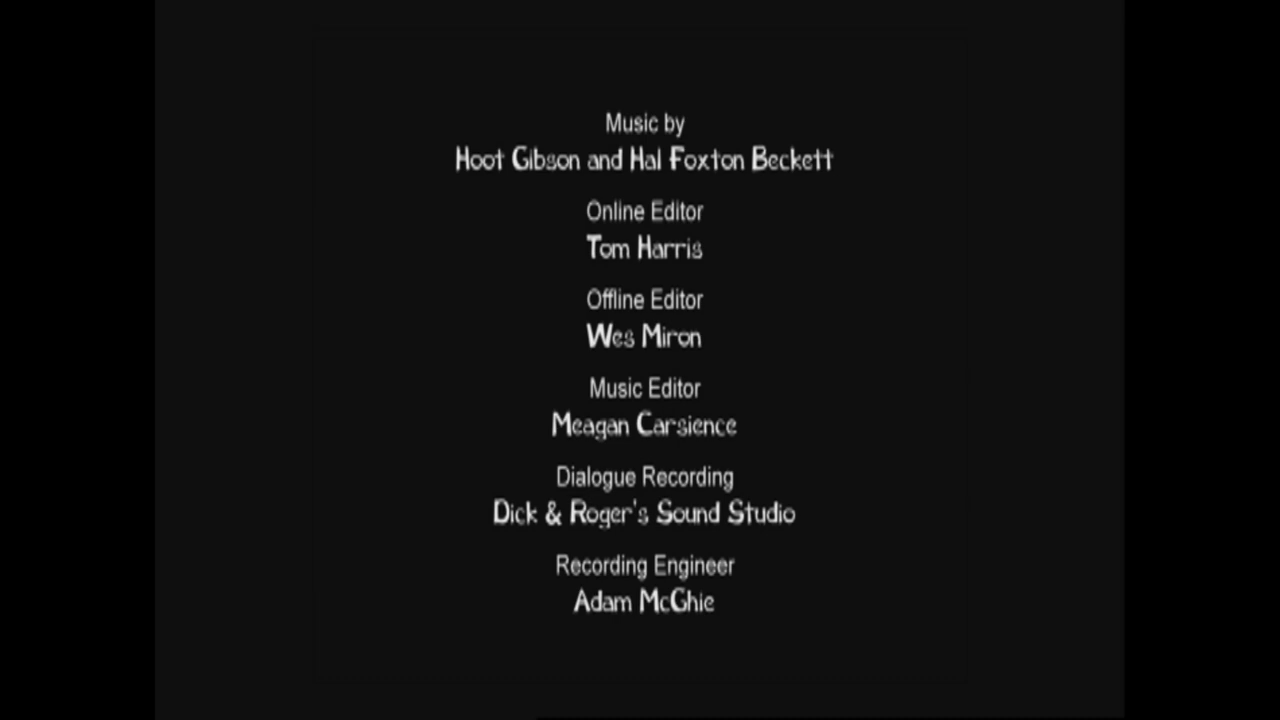 Music by
Hoot Gibson and Hal Foxton Beckett
Online Editor
Tom Harris
Offline Editor
Wes Miron
Music Editor
Meagan Carsience
Dialogue Recording
Dick & Roger's Sound Studio
Recording Engineer
Adam McGhie